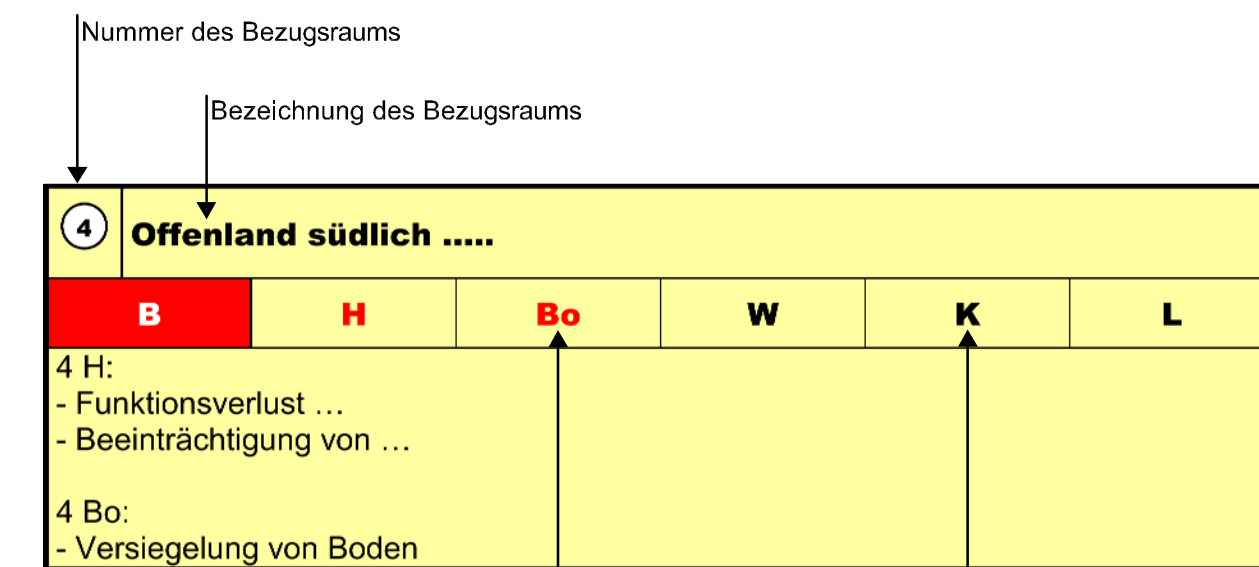 Nummer des Bezugsraums
Bezeichnung des Bezugsraums
4 Offenland südlich .....
B H Bo W K L
4 H:
- Funktionsverlust …
- Beeinträchtigung von …
4 Bo:
- Versiegelung von Boden